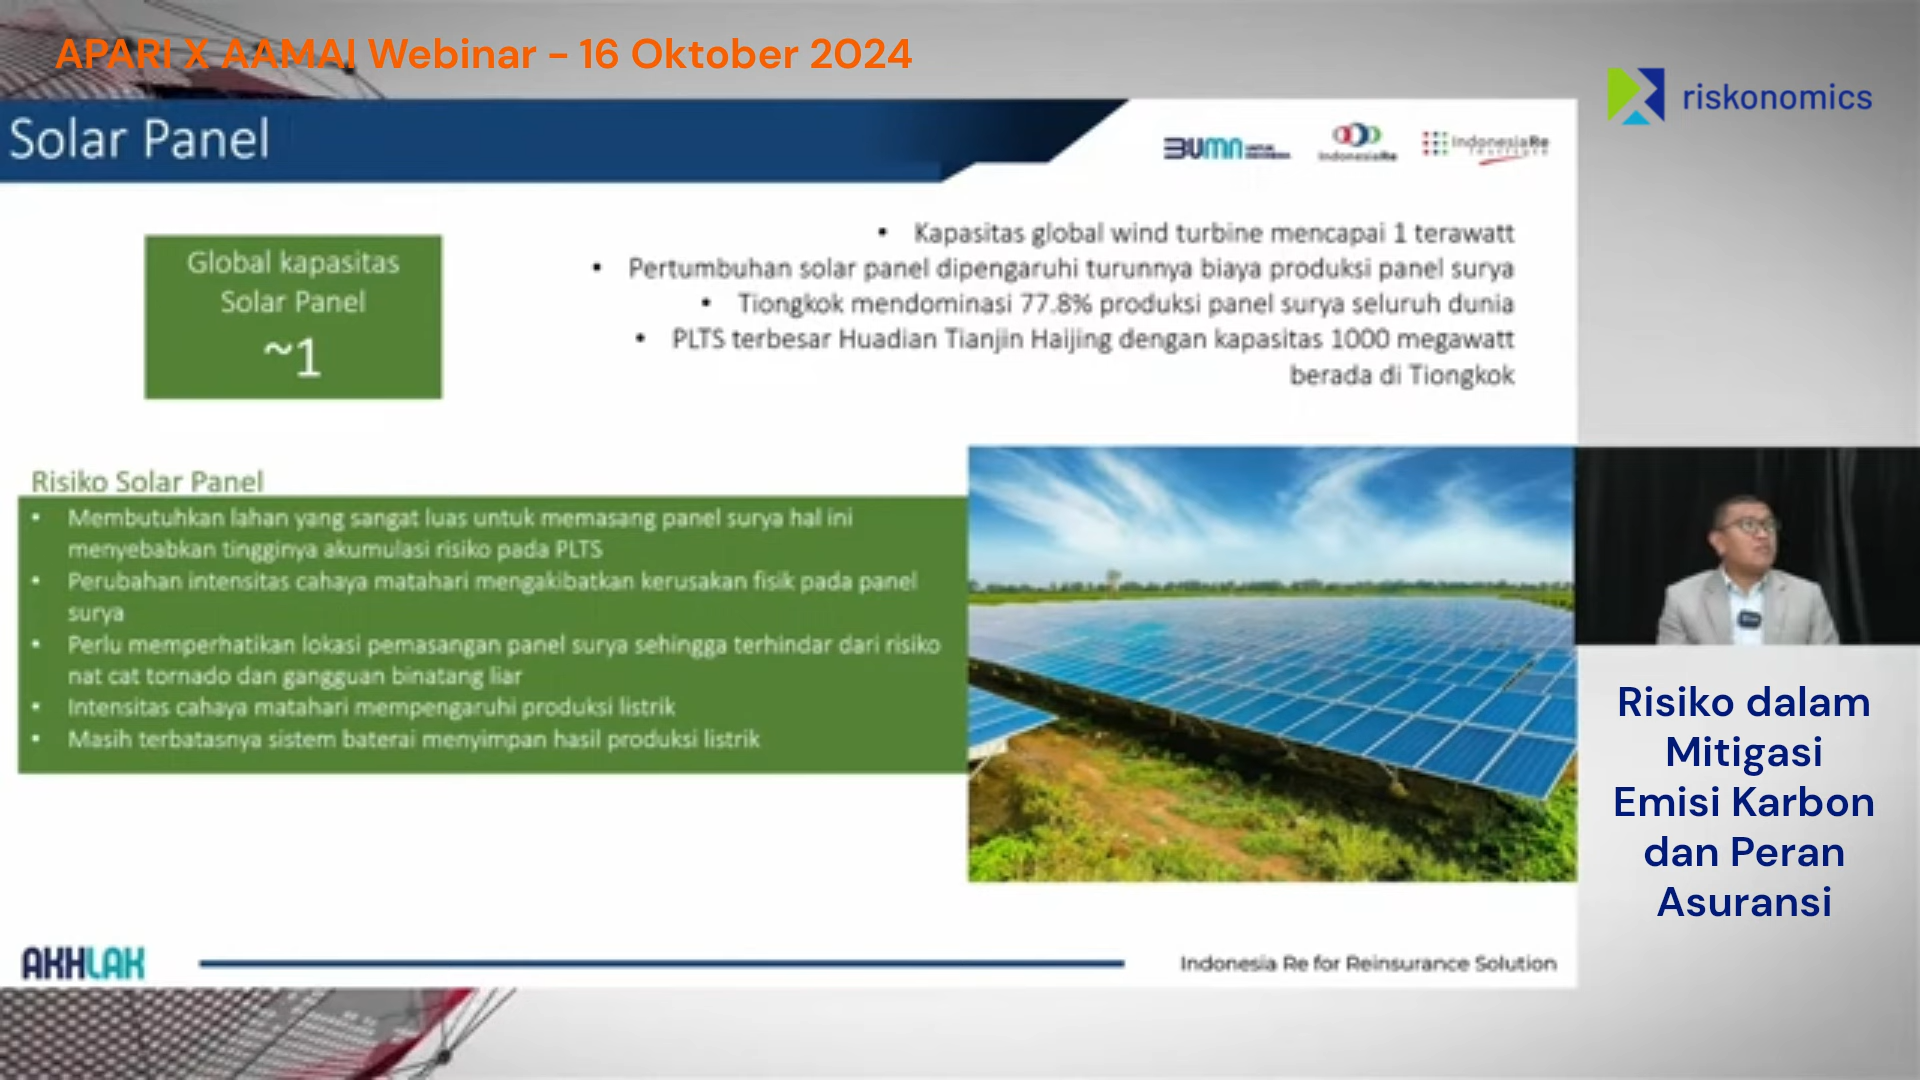 APARI X AAMAI Webinar - 16 Oktober 2024
riskonomics
Solar Panel
BUMN
IndonesiaRe
IndonesiaRe
Global kapasitas
Solar Panel
~1
• Kapasitas global wind turbine mencapai 1 terawatt
• Pertumbuhan solar panel dipengaruhi turunnya biaya produksi panel surya
• Tiongkok mendominasi 77.8% produksi panel surya seluruh dunia
• PLTS terbesar Huadian Tianjin Haijing dengan kapasitas 1000 megawatt
berada di Tiongkok
Risiko Solar Panel
• Membutuhkan lahan yang sangat luas untuk memasang panel surya hal ini
menyebabkan tingginya akumulasi risiko pada PLTS
• Perubahan intensitas cahaya matahari mengakibatkan kerusakan fisik pada panel
surya
• Perlu memperhatikan lokasi pemasangan panel surya sehingga terhindar dari risiko
nat cat tornado dan gangguan binatang liar
• Intensitas cahaya matahari mempengaruhi produksi listrik
• Masih terbatasnya sistem baterai menyimpan hasil produksi listrik
Risiko dalam
Mitigasi
Emisi Karbon
dan Peran
Asuransi
AKHLAK
Indonesia Re for Reinsurance Solution